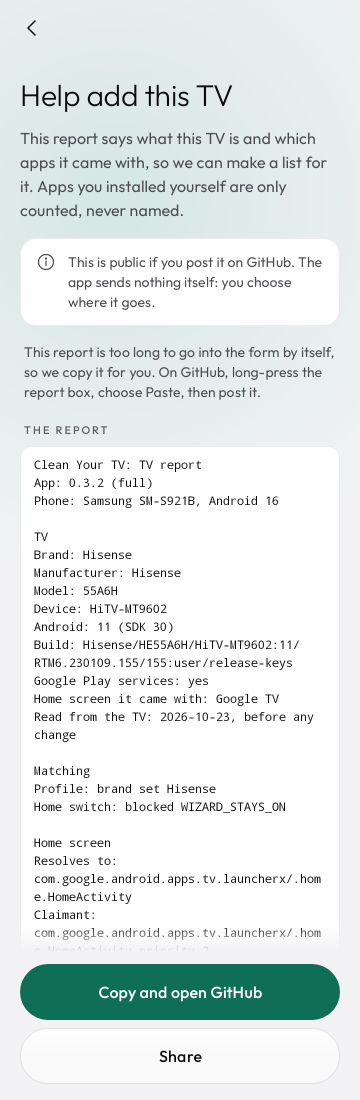 Help add this TV
This report says what this TV is and which
apps it came with, so we can make a list for
it. Apps you installed yourself are only
counted, never named.
This is public if you post it on GitHub. The
app sends nothing itself: you choose
where it goes.
This report is too long to go into the form by itself,
so we copy it for you. On GitHub, long-press the
report box, choose Paste, then post it.
THE REPORT
Clean Your TV: TV report
App: 0.3.2 (full)
Phone: Samsung SM-S921B, Android 16
TV
Brand: Hisense
Manufacturer: Hisense
Model: 55A6H
Device: HiTV-MT9602
Android: 11 (SDK 30)
Build: Hisense/HE55A6H/HiTV-MT9602:11/
RTM6.230109.155/155:user/release-keys
Google Play services: yes
Home screen it came with: Google TV
Read from the TV: 2026-10-23, before any
change
Matching
Profile: brand set Hisense
Home switch: blocked WIZARD_STAYS_ON
Home screen
Resolves to:
com.google.android.apps.tv.launcherx/.hom
e.HomeActivity
Claimant:
com.google.android.apps.tv.launcherx/.hom
e.HomeActivity priority 2
Copy and open GitHub
Share